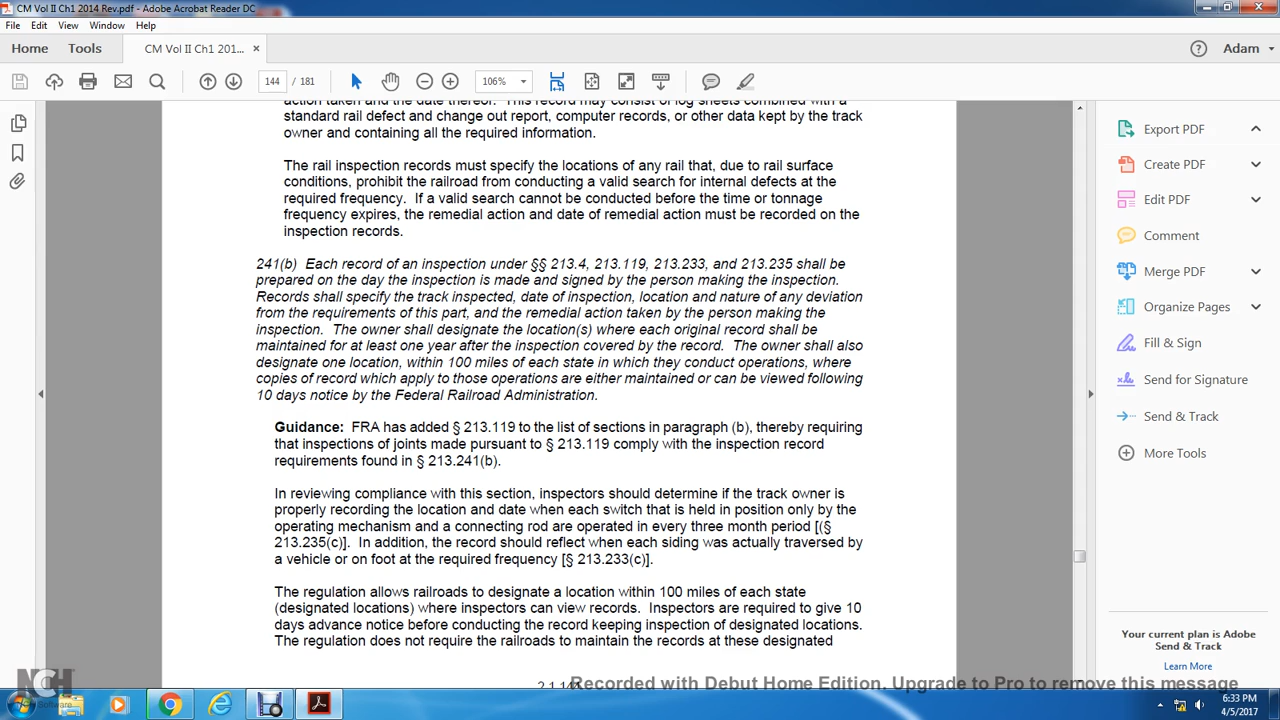 CM Vol II Ch1 2014 Rev.pdf - Adobe Acrobat Reader DC
File Edit View Window Help
Home Tools CM Vol II Ch1 201... × Adam
144 / 181 106%
action taken and the date thereof. This record may consist of log sheets combined with a
standard rail defect and change out report, computer records, or other data kept by the track
owner and containing all the required information.
The rail inspection records must specify the locations of any rail that, due to rail surface
conditions, prohibit the railroad from conducting a valid search for internal defects at the
required frequency. If a valid search cannot be conducted before the time or tonnage
frequency expires, the remedial action and date of remedial action must be recorded on the
inspection records.
241(b) Each record of an inspection under §§ 213.4, 213.119, 213.233, and 213.235 shall be
prepared on the day the inspection is made and signed by the person making the inspection.
Records shall specify the track inspected, date of inspection, location and nature of any deviation
from the requirements of this part, and the remedial action taken by the person making the
inspection. The owner shall designate the location(s) where each original record shall be
maintained for at least one year after the inspection covered by the record. The owner shall also
designate one location, within 100 miles of each state in which they conduct operations, where
copies of record which apply to those operations are either maintained or can be viewed following
10 days notice by the Federal Railroad Administration.
Guidance: FRA has added § 213.119 to the list of sections in paragraph (b), thereby requiring
that inspections of joints made pursuant to § 213.119 comply with the inspection record
requirements found in § 213.241(b).
In reviewing compliance with this section, inspectors should determine if the track owner is
properly recording the location and date when each switch that is held in position only by the
operating mechanism and a connecting rod are operated in every three month period [(§
213.235(c)]. In addition, the record should reflect when each siding was actually traversed by
a vehicle or on foot at the required frequency [§ 213.233(c)].
The regulation allows railroads to designate a location within 100 miles of each state
(designated locations) where inspectors can view records. Inspectors are required to give 10
days advance notice before conducting the record keeping inspection of designated locations.
The regulation does not require the railroads to maintain the records at these designated
Export PDF
Create PDF
Edit PDF
Comment
Merge PDF
Organize Pages
Fill & Sign
Send for Signature
Send & Track
More Tools
Your current plan is Adobe
Send & Track
Learn More
NCH Software
Recorded with Debut Home Edition. Upgrade to Pro to remove this message
6:33 PM
4/5/2017